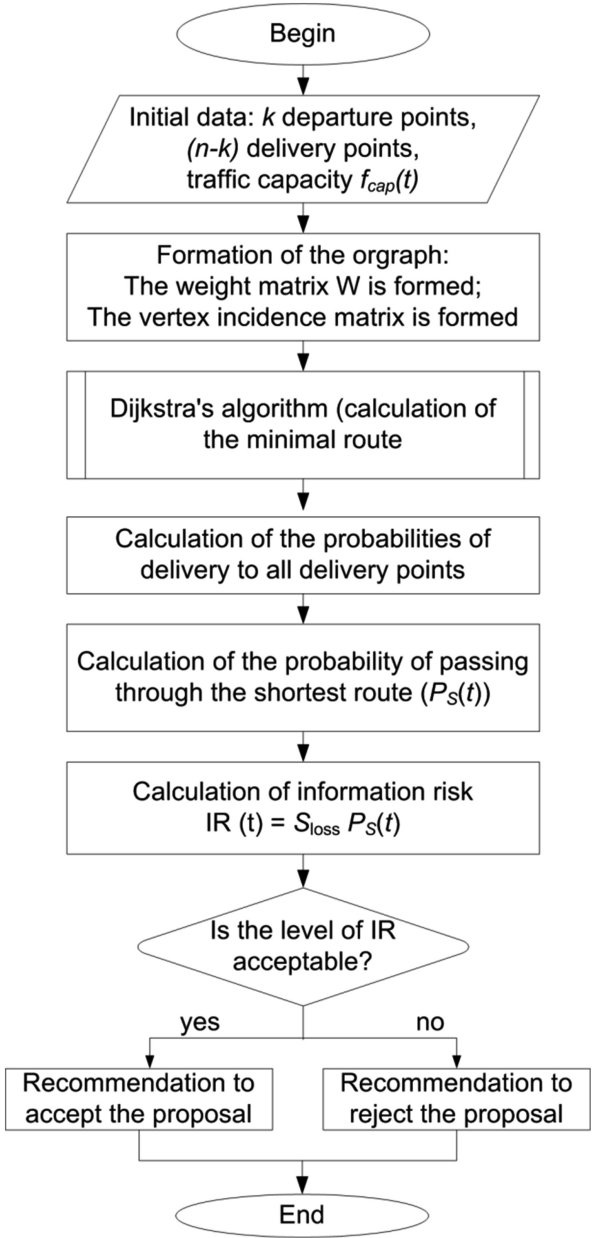 Begin
Initial data: k departure points,
(n-k) delivery points,
traffic capacity fcap(t)
Formation of the orgraph:
The weight matrix W is formed;
The vertex incidence matrix is formed
Dijkstra's algorithm (calculation of
the minimal route
Calculation of the probabilities of
delivery to all delivery points
Calculation of the probability of passing
through the shortest route (PS(t))
Calculation of information risk
IR (t) = Sloss PS(t)
Is the level of IR
acceptable?
yes
no
Recommendation to
accept the proposal
Recommendation to
reject the proposal
End